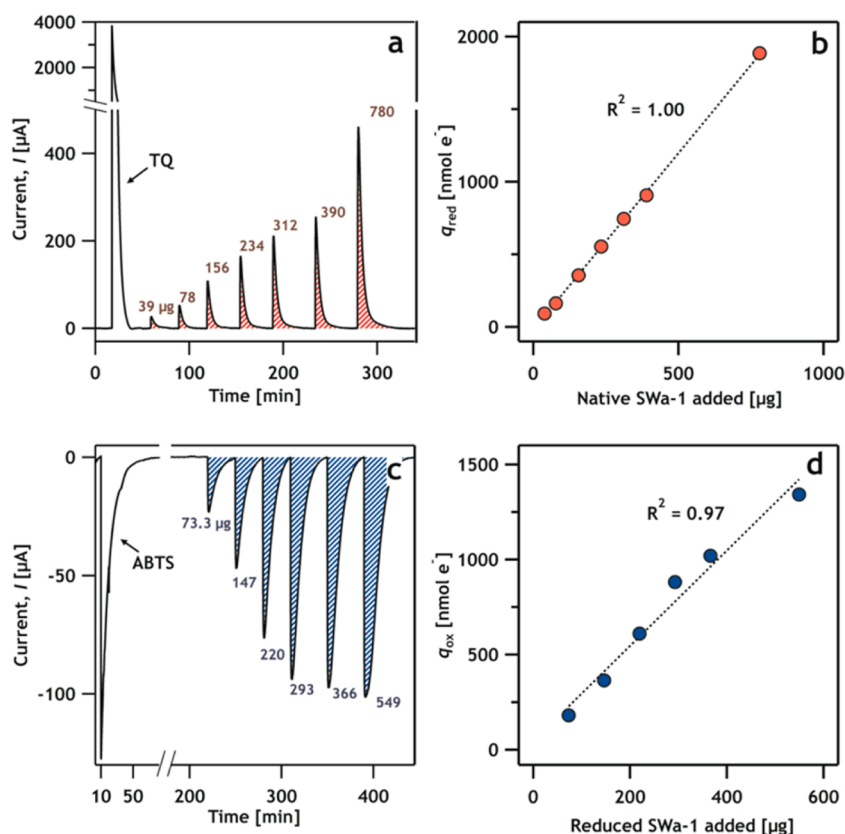 a
4000
2000
400
200
0
Current, I [µA]
TQ
39 µg
78
156
234
312
390
780
0
100
200
300
Time [min]
b
2000
1000
0
qred [nmol e-]
R2 = 1.00
0
500
1000
Native SWa-1 added [µg]
c
0
-50
-100
Current, I [µA]
ABTS
73.3 µg
147
220
293
366
549
10
50
200
300
400
Time [min]
d
1500
1000
500
0
qox [nmol e-]
R2 = 0.97
0
200
400
600
Reduced SWa-1 added [µg]